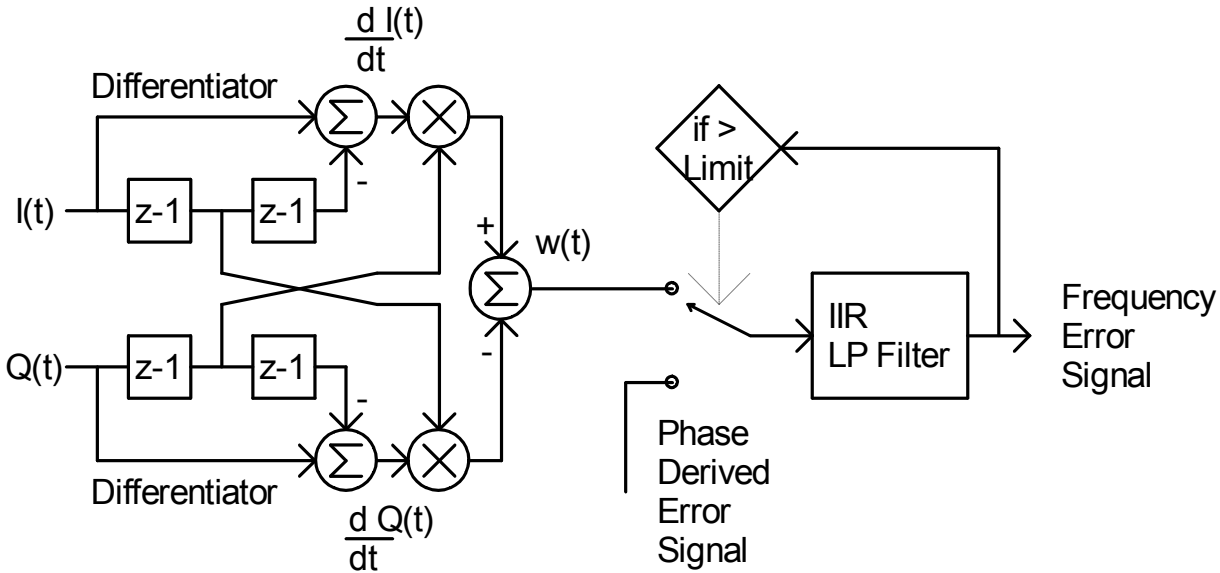 d I(t)
dt
Differentiator
Σ
×
if >
Limit
-
I(t)
z-1
z-1
+
w(t)
Σ
-
IIR
LP Filter
Frequency
Error
Signal
Q(t)
z-1
z-1
-
Σ
×
Differentiator
d Q(t)
dt
Phase
Derived
Error
Signal